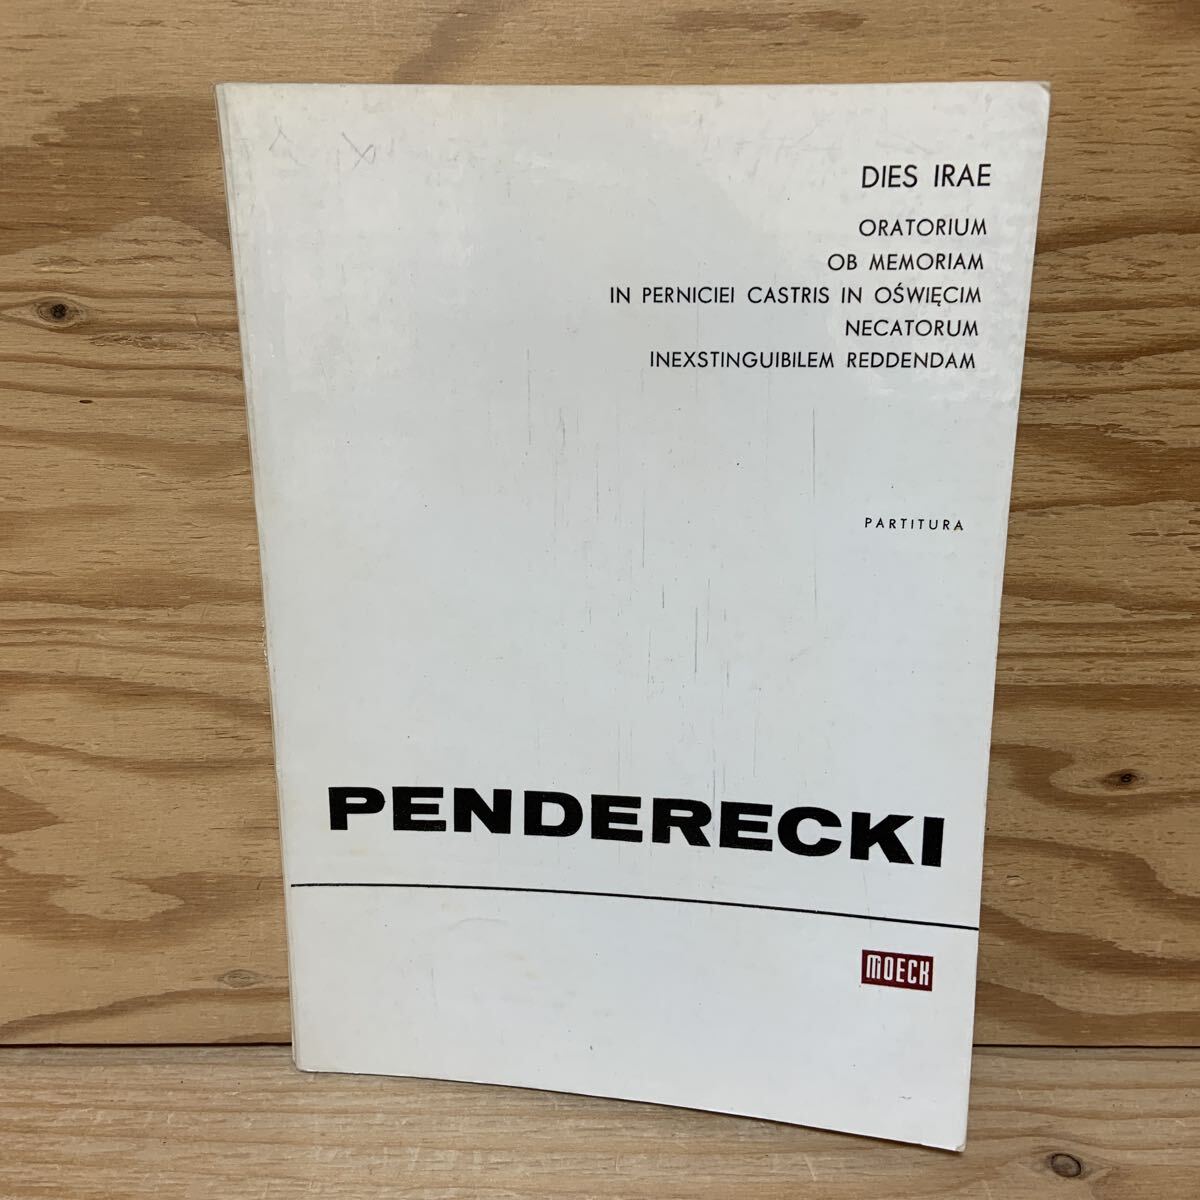 DIES IRAE
ORATORIUM
OB MEMORIAM
IN PERNICIEI CASTRIS IN OŚWIĘCIM
NECATORUM
INEXSTINGUIBILEM REDDENDAM
PARTITURA
PENDERECKI
MOECK